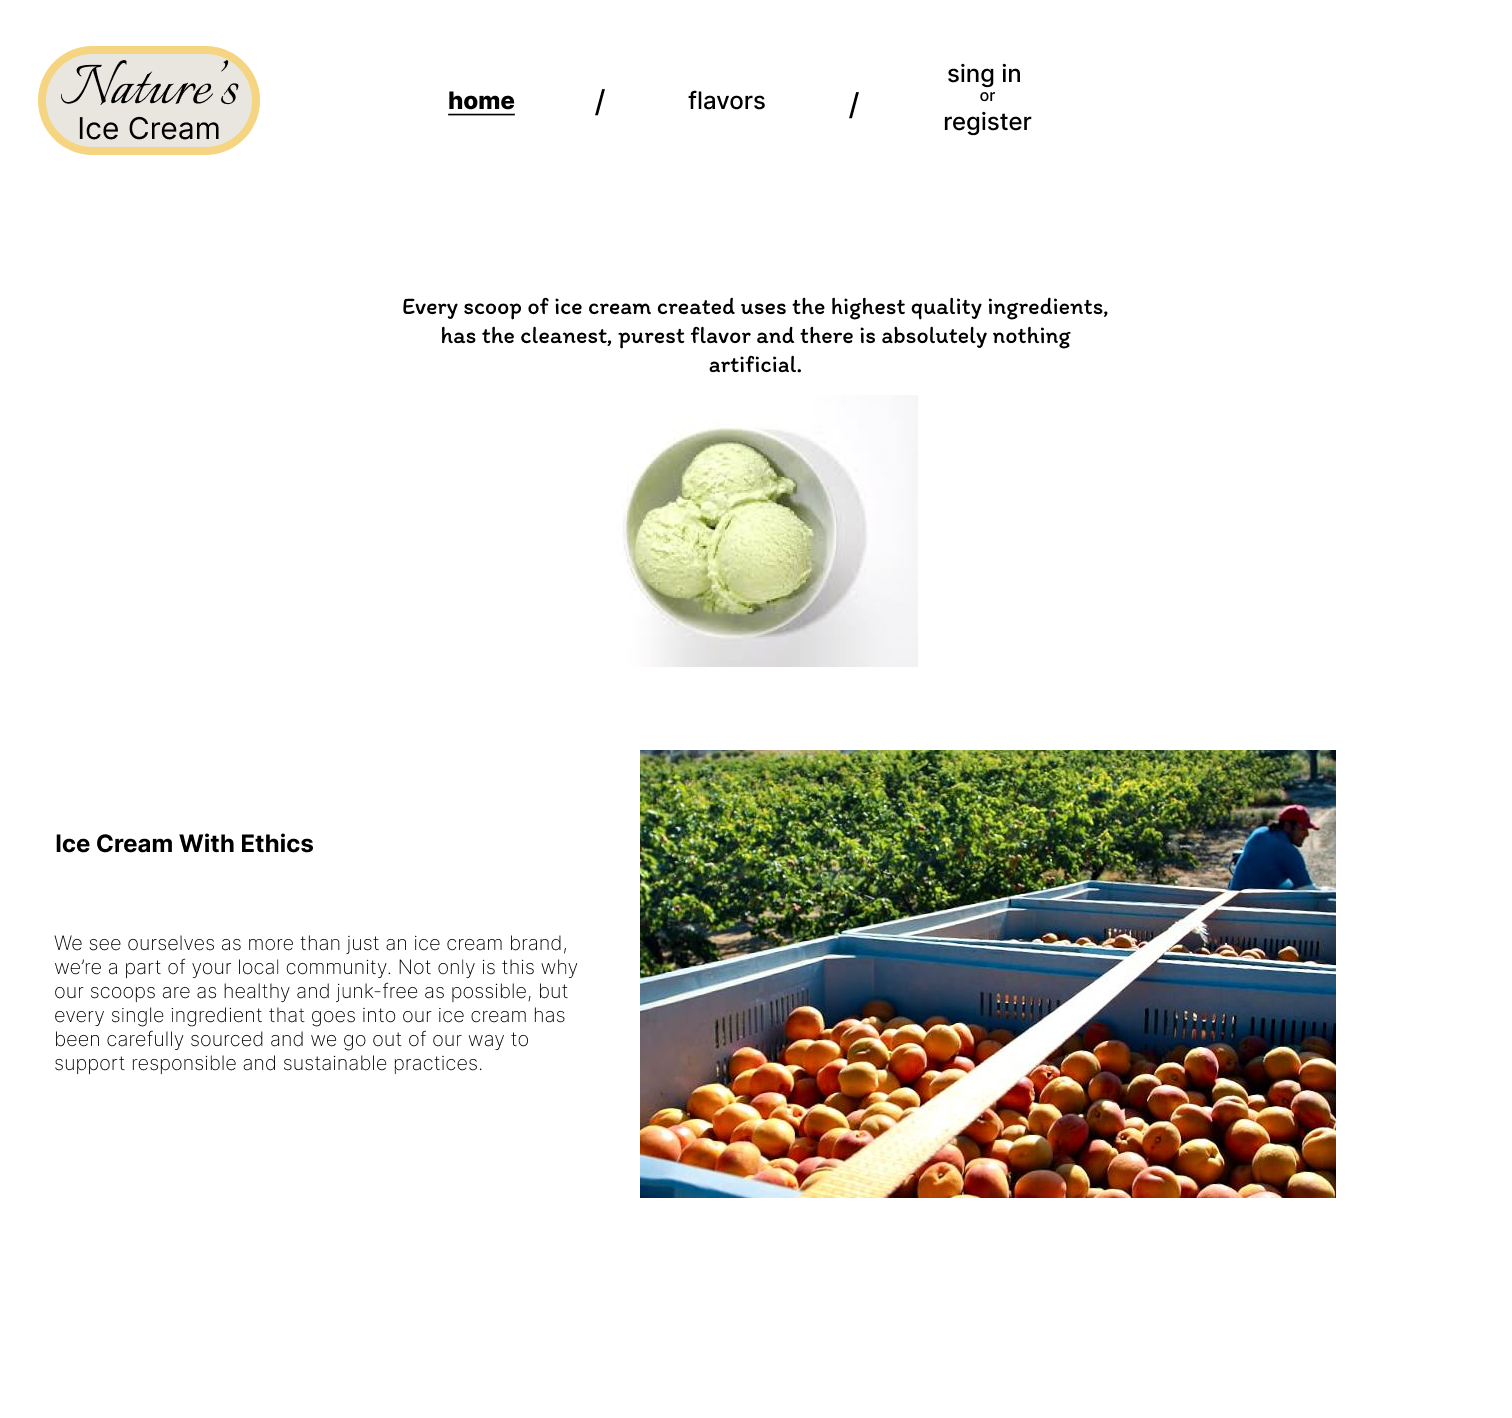 Nature's
Ice Cream
home / flavors / sing in
or
register
Every scoop of ice cream created uses the highest quality ingredients,
has the cleanest, purest flavor and there is absolutely nothing
artificial.
Ice Cream With Ethics
We see ourselves as more than just an ice cream brand,
we’re a part of your local community. Not only is this why
our scoops are as healthy and junk-free as possible, but
every single ingredient that goes into our ice cream has
been carefully sourced and we go out of our way to
support responsible and sustainable practices.